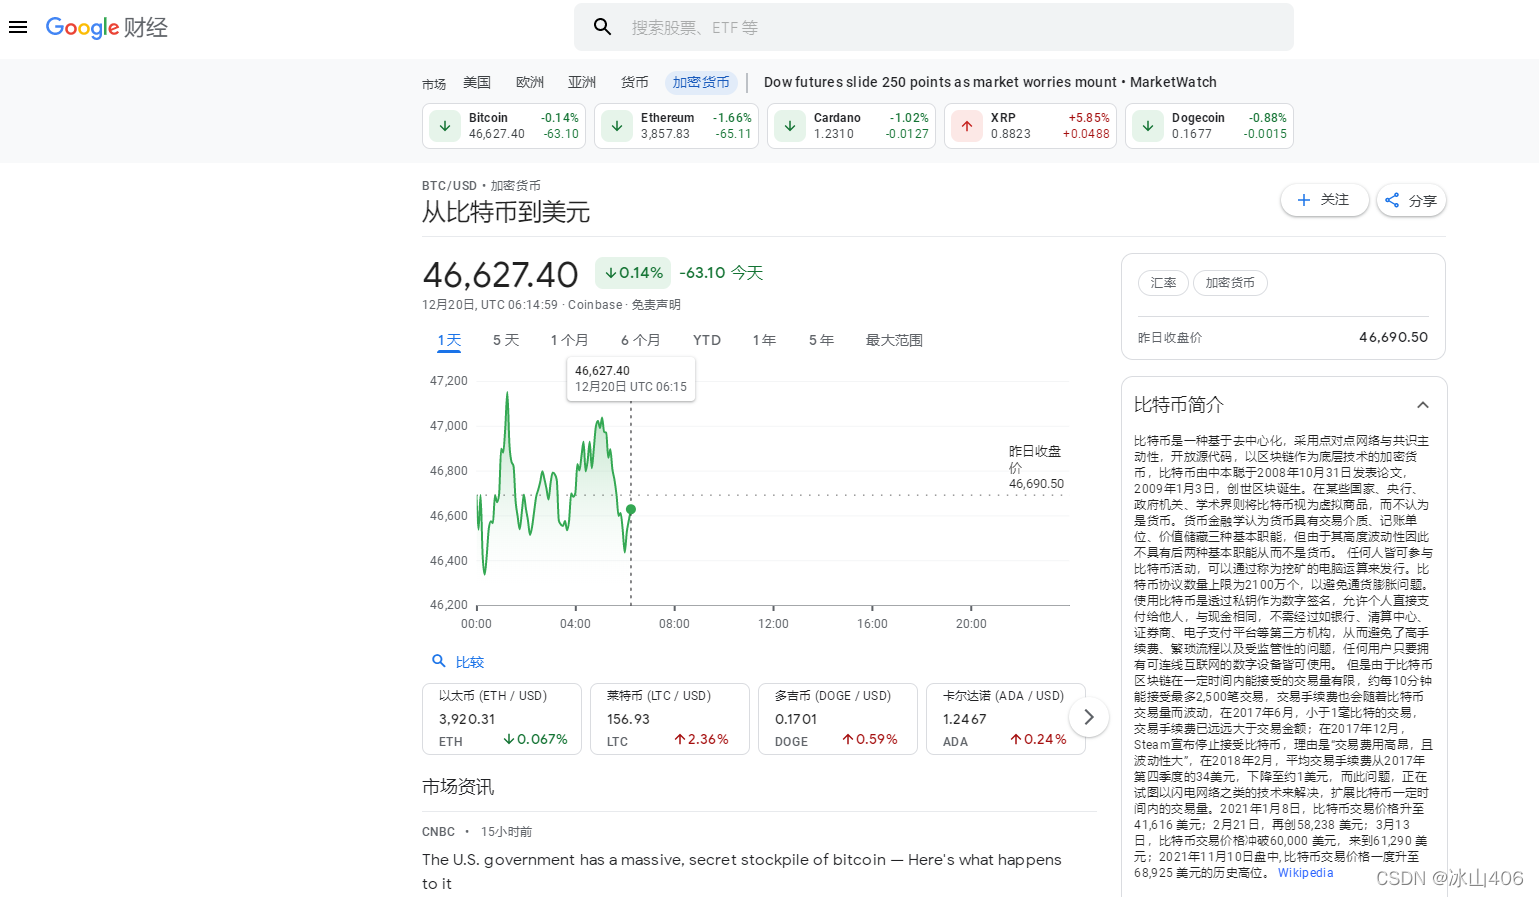 Google 财经
搜索股票、ETF 等
市场 美国 欧洲 亚洲 货币 加密货币 Dow futures slide 250 points as market worries mount • MarketWatch
Bitcoin -0.14%
46,627.40 -63.10
Ethereum -1.66%
3,857.83 -65.11
Cardano -1.02%
1.2310 -0.0127
XRP +5.85%
0.8823 +0.0488
Dogecoin -0.88%
0.1677 -0.0015
BTC/USD • 加密货币
从比特币到美元
关注 分享
46,627.40 0.14% -63.10 今天
12月20日, UTC 06:14:59 · Coinbase · 免责声明
1天 5天 1个月 6个月 YTD 1年 5年 最大范围
46,627.40
12月20日 UTC 06:15
47,200
47,000
46,800
46,600
46,400
46,200
昨日收盘
价
46,690.50
00:00 04:00 08:00 12:00 16:00 20:00
比较
以太币 (ETH / USD)
3,920.31
ETH 0.067%
莱特币 (LTC / USD)
156.93
LTC 2.36%
多吉币 (DOGE / USD)
0.1701
DOGE 0.59%
卡尔达诺 (ADA / USD)
1.2467
ADA 0.24%
市场资讯
CNBC • 15小时前
The U.S. government has a massive, secret stockpile of bitcoin — Here's what happens
to it
汇率 加密货币
昨日收盘价 46,690.50
比特币简介
比特币是一种基于去中心化，采用点对点网络与共识主
动性，开放源代码，以区块链作为底层技术的加密货
币，比特币由中本聪于2008年10月31日发表论文，
2009年1月3日，创世区块诞生。在某些国家、央行、
政府机关、学术界则将比特币视为虚拟商品，而不认为
是货币。货币金融学认为货币具有交易介质、记账单
位、价值储藏三种基本职能，但由于其高度波动性因此
不具有后两种基本职能从而不是货币。 任何人皆可参与
比特币活动，可以通过称为挖矿的电脑运算来发行。比
特币协议数量上限为2100万个，以避免通货膨胀问题。
使用比特币是透过私钥作为数字签名，允许个人直接支
付给他人，与现金相同，不需经过如银行、清算中心、
证券商、电子支付平台等第三方机构，从而避免了高手
续费、繁琐流程以及受监管性的问题，任何用户只要拥
有可连线互联网的数字设备皆可使用。 但是由于比特币
区块链在一定时间内能接受的交易量有限，约每10分钟
能接受最多2,500笔交易，交易手续费也会随着比特币
交易量而波动，在2017年6月，小于1毫比特的交易，
交易手续费已远远大于交易金额；在2017年12月，
Steam宣布停止接受比特币，理由是“交易费用高昂，且
波动性大”，在2018年2月，平均交易手续费从2017年
第四季度的34美元，下降至约1美元，而此问题，正在
试图以闪电网络之类的技术来解决，扩展比特币一定时
间内的交易量。2021年1月8日，比特币交易价格升至
41,616 美元；2月21日，再创58,238 美元；3月13
日，比特币交易价格冲破60,000 美元，来到61,290 美
元；2021年11月10日盘中,比特币交易价格一度升至
68,925 美元的历史高位。 Wikipedia
CSDN @冰山406